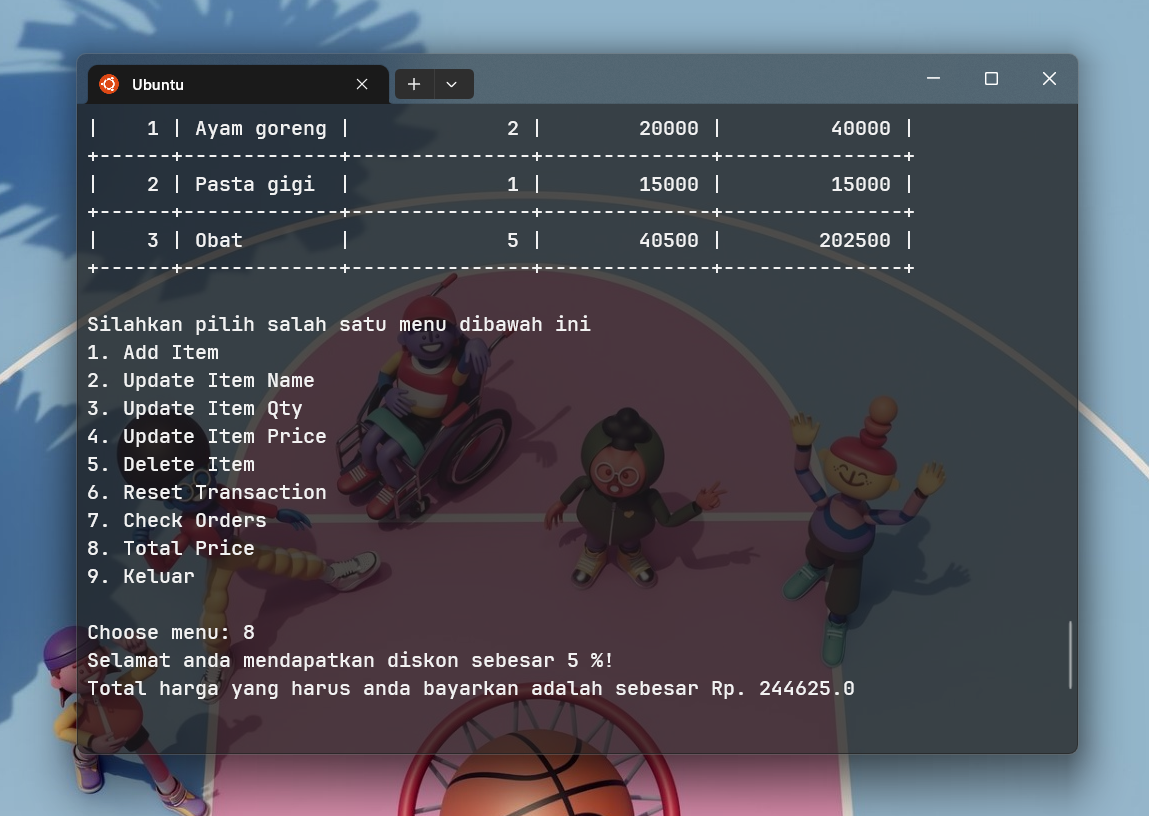 Ubuntu
|    1 | Ayam goreng |             2 |        20000 |         40000 |
+------+-------------+---------------+--------------+---------------+
|    2 | Pasta gigi  |             1 |        15000 |         15000 |
+------+-------------+---------------+--------------+---------------+
|    3 | Obat        |             5 |        40500 |        202500 |
+------+-------------+---------------+--------------+---------------+
Silahkan pilih salah satu menu dibawah ini
1. Add Item
2. Update Item Name
3. Update Item Qty
4. Update Item Price
5. Delete Item
6. Reset Transaction
7. Check Orders
8. Total Price
9. Keluar
Choose menu: 8
Selamat anda mendapatkan diskon sebesar 5 %!
Total harga yang harus anda bayarkan adalah sebesar Rp. 244625.0